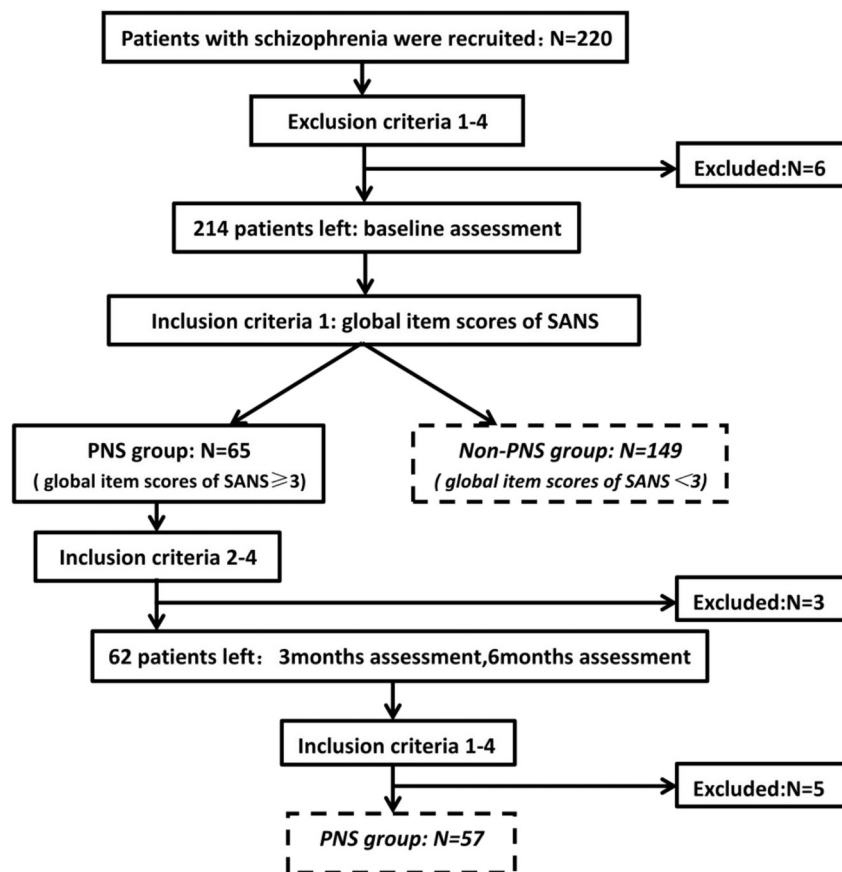 Patients with schizophrenia were recruited：N=220
Exclusion criteria 1-4
Excluded:N=6
214 patients left: baseline assessment
Inclusion criteria 1: global item scores of SANS
PNS group: N=65
( global item scores of SANS≥3)
Non-PNS group: N=149
( global item scores of SANS <3)
Inclusion criteria 2-4
Excluded:N=3
62 patients left： 3months assessment,6months assessment
Inclusion criteria 1-4
Excluded:N=5
PNS group: N=57